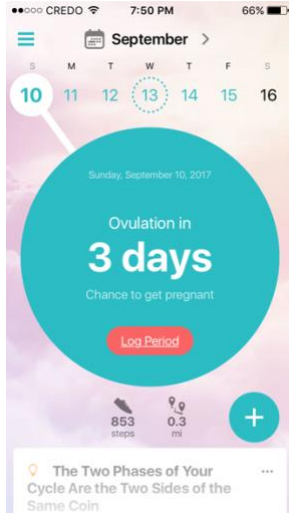 CREDO 7:50 PM 66%
September >
S M T W T F S
10 11 12 13 14 15 16
Sunday, September 10, 2017
Ovulation in
3 days
Chance to get pregnant
Log Period
853 0.3
steps mi
+
The Two Phases of Your ...
Cycle Are the Two Sides of the
Same Coin